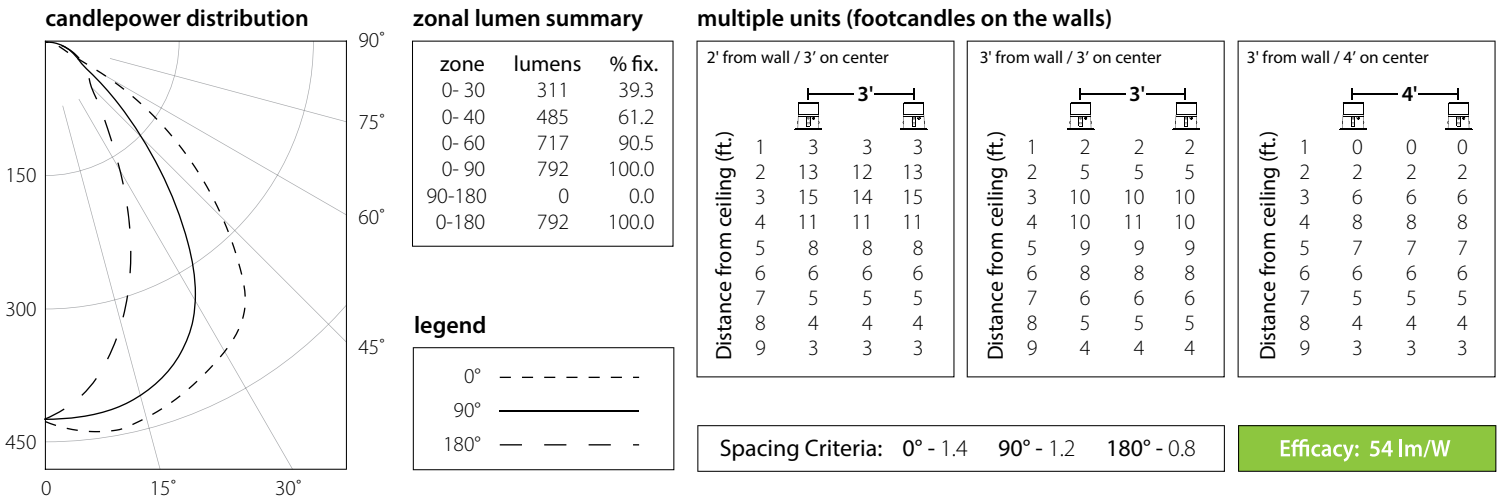 candlepower distribution
90°
75°
60°
45°
150
300
450
0 15° 30°
zonal lumen summary
zone lumens % fix.
0- 30 311 39.3
0- 40 485 61.2
0- 60 717 90.5
0- 90 792 100.0
90-180 0 0.0
0-180 792 100.0
legend
0°
90°
180°
multiple units (footcandles on the walls)
2' from wall / 3’ on center
3'
Distance from ceiling (ft.)
1 3 3 3
2 13 12 13
3 15 14 15
4 11 11 11
5 8 8 8
6 6 6 6
7 5 5 5
8 4 4 4
9 3 3 3
3' from wall / 3’ on center
3'
Distance from ceiling (ft.)
1 2 2 2
2 5 5 5
3 10 10 10
4 10 11 10
5 9 9 9
6 8 8 8
7 6 6 6
8 5 5 5
9 4 4 4
3' from wall / 4’ on center
4'
Distance from ceiling (ft.)
1 0 0 0
2 2 2 2
3 6 6 6
4 8 8 8
5 7 7 7
6 6 6 6
7 5 5 5
8 4 4 4
9 3 3 3
Spacing Criteria: 0° - 1.4 90° - 1.2 180° - 0.8
Efficacy: 54 lm/W